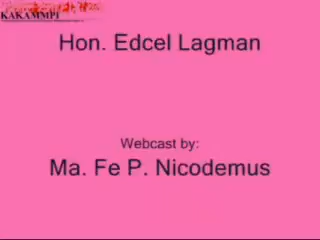 KAKAMMPI
Hon. Edcel Lagman
Webcast by:
Ma. Fe P. Nicodemus